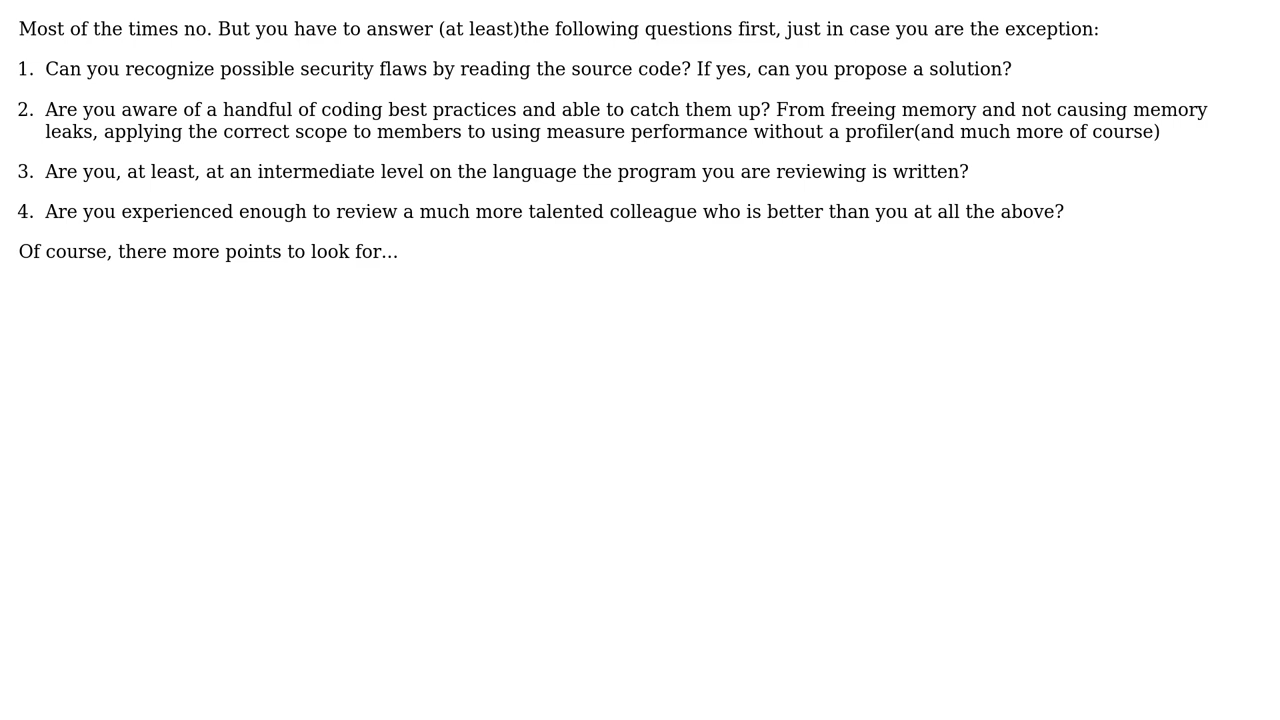 Most of the times no. But you have to answer (at least)the following questions first, just in case you are the exception:
1. Can you recognize possible security flaws by reading the source code? If yes, can you propose a solution?
2. Are you aware of a handful of coding best practices and able to catch them up? From freeing memory and not causing memory
leaks, applying the correct scope to members to using measure performance without a profiler(and much more of course)
3. Are you, at least, at an intermediate level on the language the program you are reviewing is written?
4. Are you experienced enough to review a much more talented colleague who is better than you at all the above?
Of course, there more points to look for...